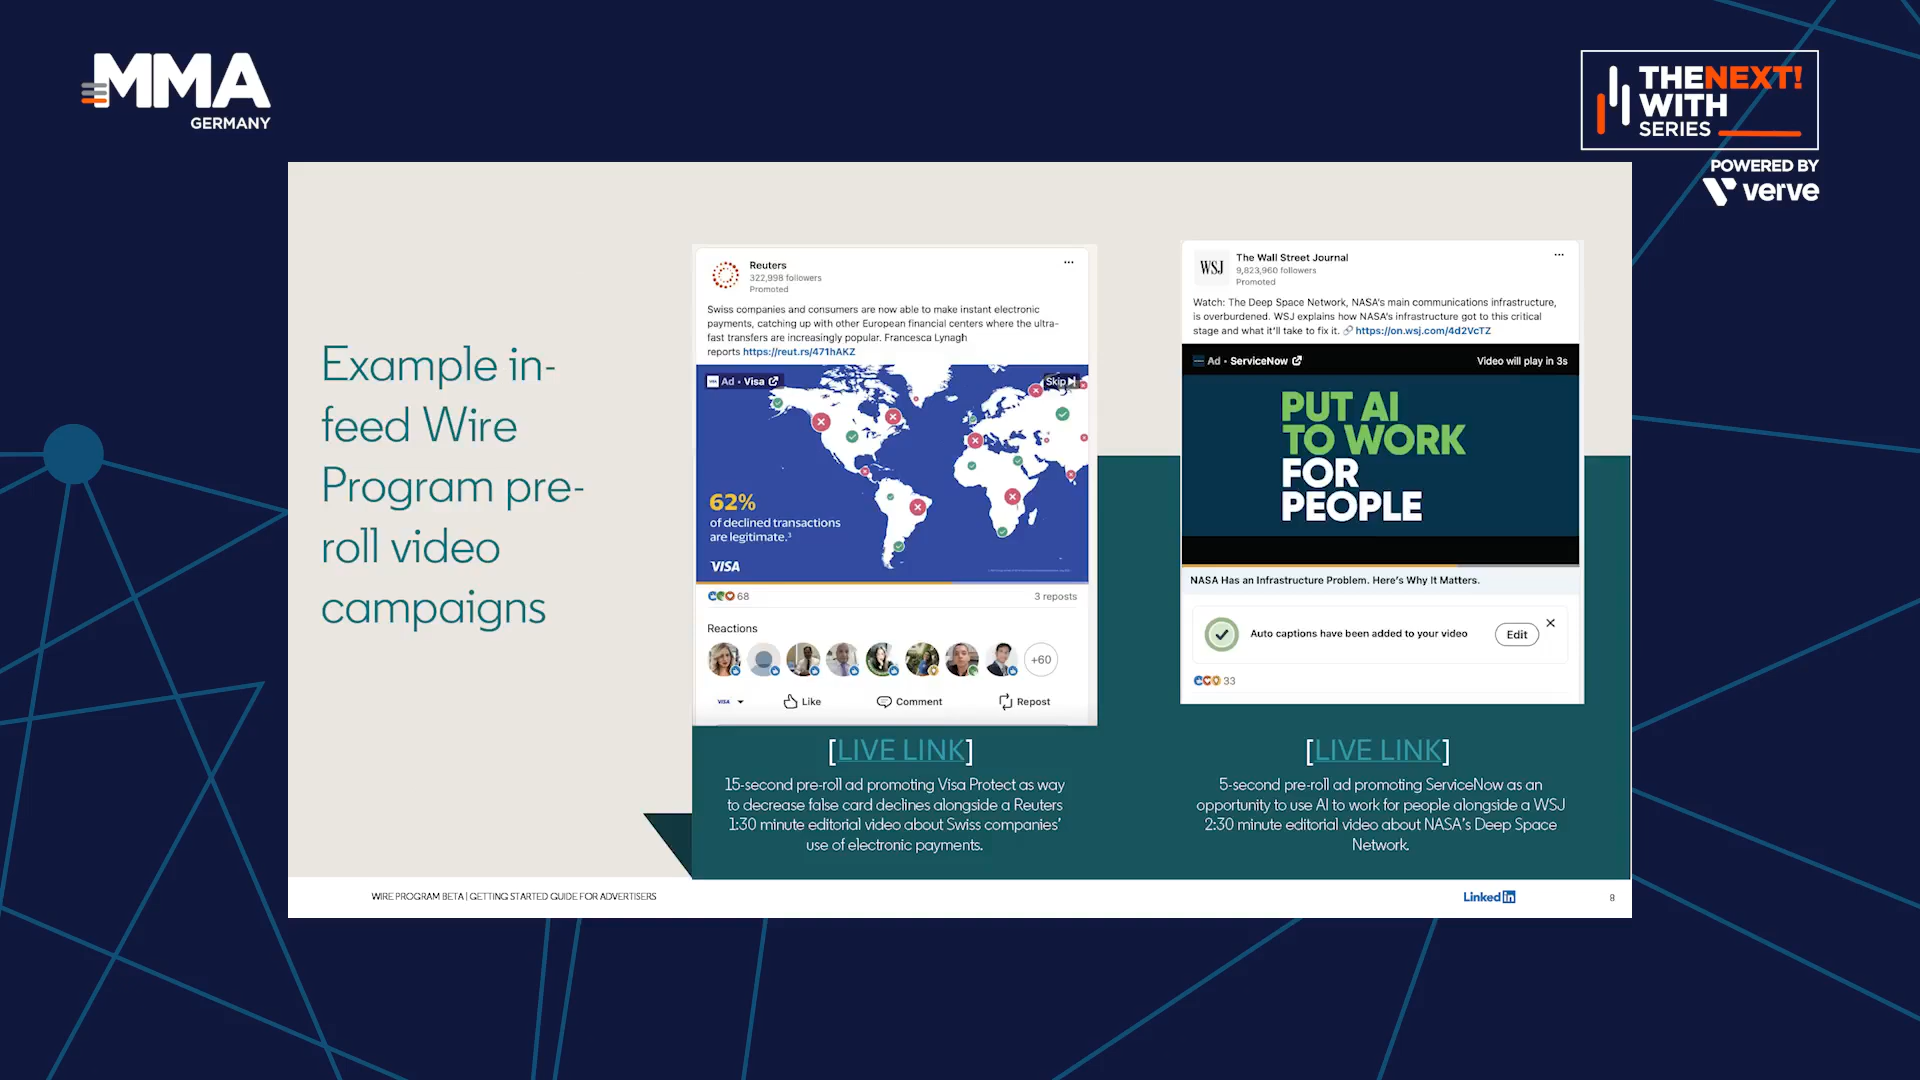 MMA
GERMANY
THENEXT!
WITH
SERIES
POWERED BY
verve
Example in-
feed Wire
Program pre-
roll video
campaigns
Reuters
322,998 followers
Promoted
Swiss companies and consumers are now able to make instant electronic
payments, catching up with other European financial centers where the ultra-
fast transfers are increasingly popular. Francesca Lynagh
reports https://reut.rs/471hAKZ
Ad • Visa
Skip
62%
of declined transactions
are legitimate.³
VISA
68
3 reposts
Reactions
+60
VISA
Like
Comment
Repost
[LIVE LINK]
15-second pre-roll ad promoting Visa Protect as way
to decrease false card declines alongside a Reuters
1:30 minute editorial video about Swiss companies'
use of electronic payments.
WSJ
The Wall Street Journal
9,823,960 followers
Promoted
Watch: The Deep Space Network, NASA's main communications infrastructure,
is overburdened. WSJ explains how NASA's infrastructure got to this critical
stage and what it'll take to fix it. https://on.wsj.com/4d2VcTZ
Ad • ServiceNow
Video will play in 3s
PUT AI
TO WORK
FOR
PEOPLE
NASA Has an Infrastructure Problem. Here's Why It Matters.
Auto captions have been added to your video
Edit
33
[LIVE LINK]
5-second pre-roll ad promoting ServiceNow as an
opportunity to use AI to work for people alongside a WSJ
2:30 minute editorial video about NASA's Deep Space
Network.
WIRE PROGRAM BETA | GETTING STARTED GUIDE FOR ADVERTISERS
Linked in
8